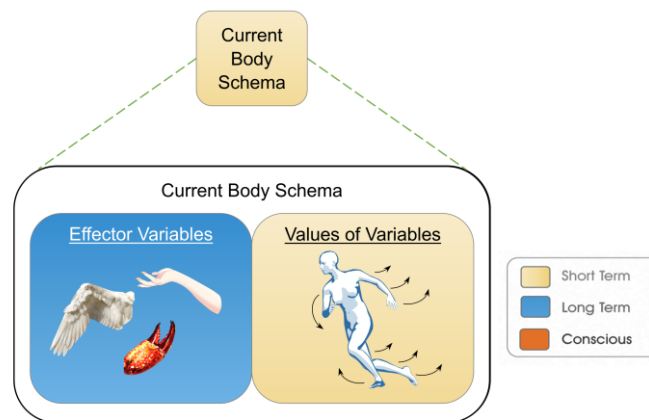 Current
Body
Schema
Current Body Schema
Effector Variables
Values of Variables
Short Term
Long Term
Conscious